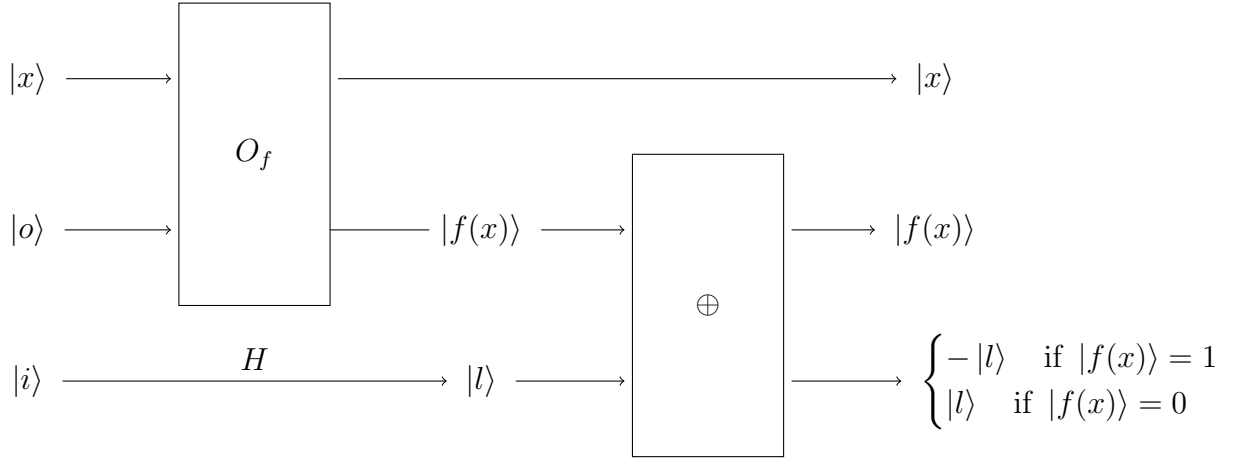 |x⟩ |x⟩
O_f
|o⟩ |f(x)⟩ |f(x)⟩
⊕
H
|i⟩ |l⟩ { − |l⟩ if |f(x)⟩ = 1
|l⟩ if |f(x)⟩ = 0